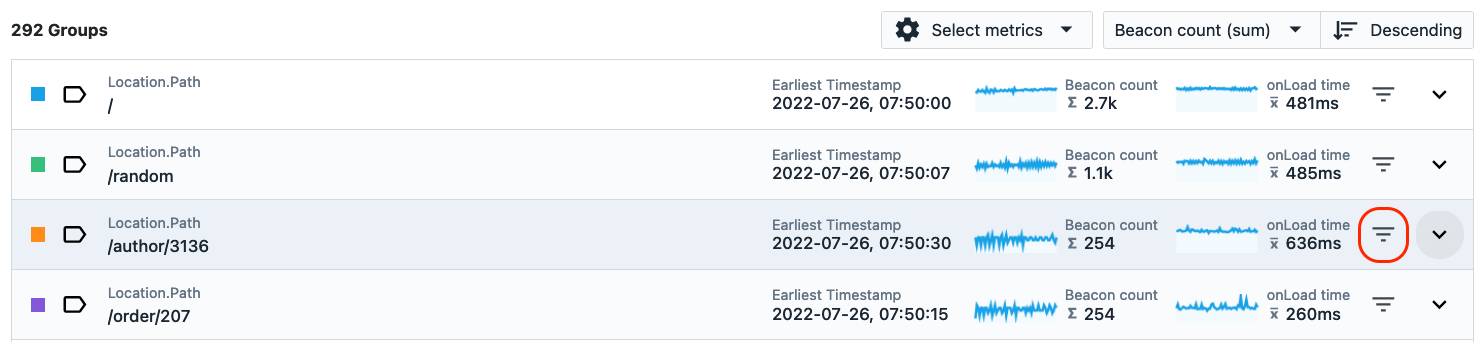 292 Groups Select metrics Beacon count (sum) Descending
Location.Path Earliest Timestamp Beacon count onLoad time
/ 2022-07-26, 07:50:00 Σ 2.7k x̅ 481ms
Location.Path Earliest Timestamp Beacon count onLoad time
/random 2022-07-26, 07:50:07 Σ 1.1k x̅ 485ms
Location.Path Earliest Timestamp Beacon count onLoad time
/author/3136 2022-07-26, 07:50:30 Σ 254 x̅ 636ms
Location.Path Earliest Timestamp Beacon count onLoad time
/order/207 2022-07-26, 07:50:15 Σ 254 x̅ 260ms